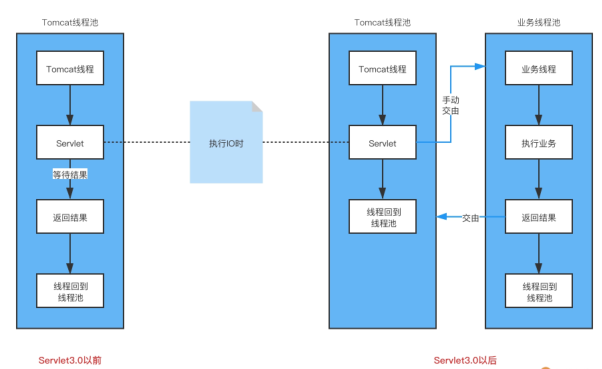 Tomcat线程池
Tomcat线程
Servlet
等待结果
返回结果
线程回到
线程池
Servlet3.0以前
执行IO时
Tomcat线程池
Tomcat线程
Servlet
线程回到
线程池
手动
交由
业务线程池
业务线程
执行业务
交由
返回结果
线程回到
线程池
Servlet3.0以后